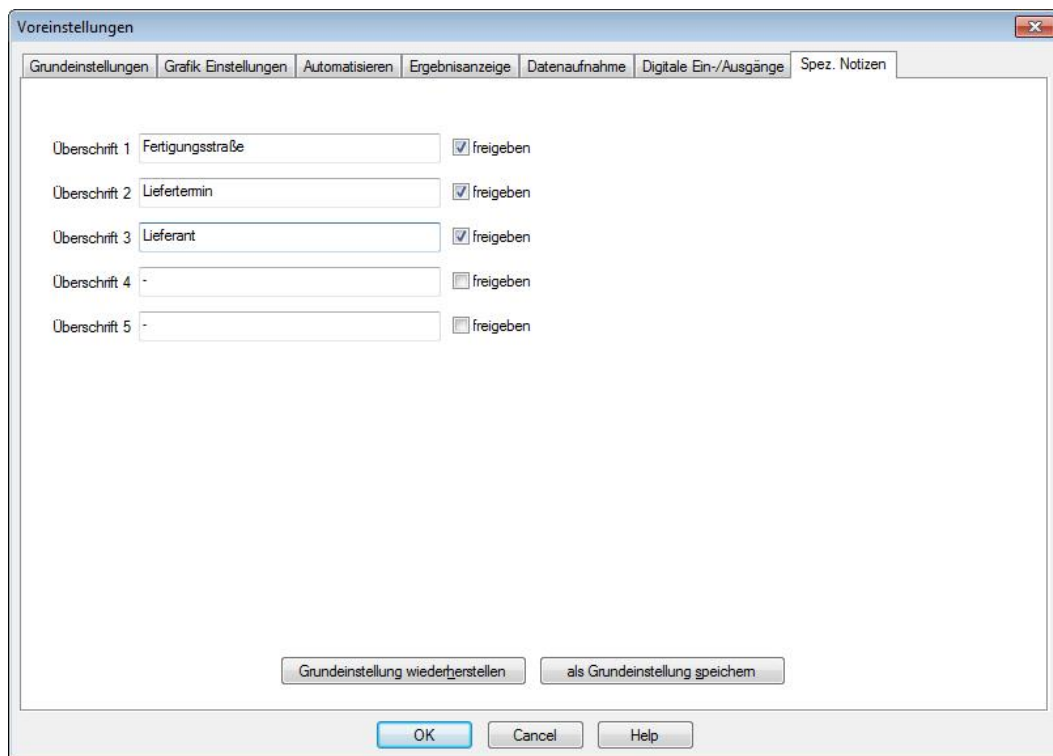 Voreinstellungen
Grundeinstellungen Grafik Einstellungen Automatisieren Ergebnisanzeige Datenaufnahme Digitale Ein-/Ausgänge Spez. Notizen
Überschrift 1 Fertigungsstraße freigeben
Überschrift 2 Liefertermin freigeben
Überschrift 3 Lieferant freigeben
Überschrift 4 - freigeben
Überschrift 5 - freigeben
Grundeinstellung wiederherstellen als Grundeinstellung speichern
OK Cancel Help